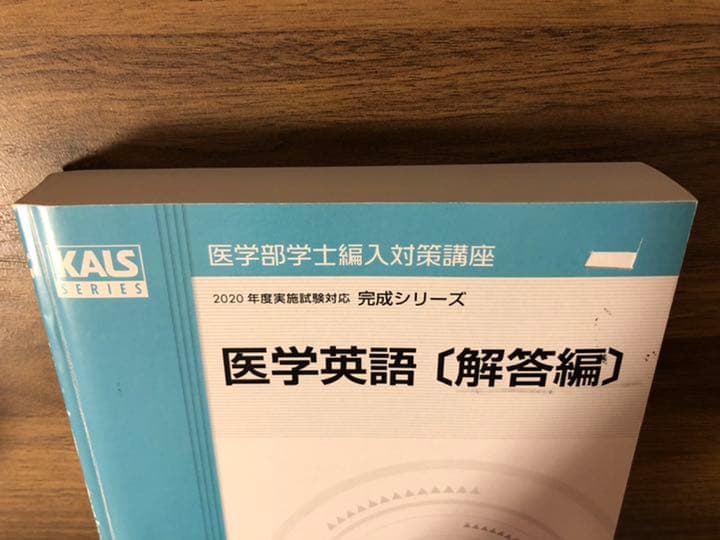 KALS
SERIES
医学部学士編入対策講座
2020 年度実施試験対応 完成シリーズ
医学英語〔解答編〕